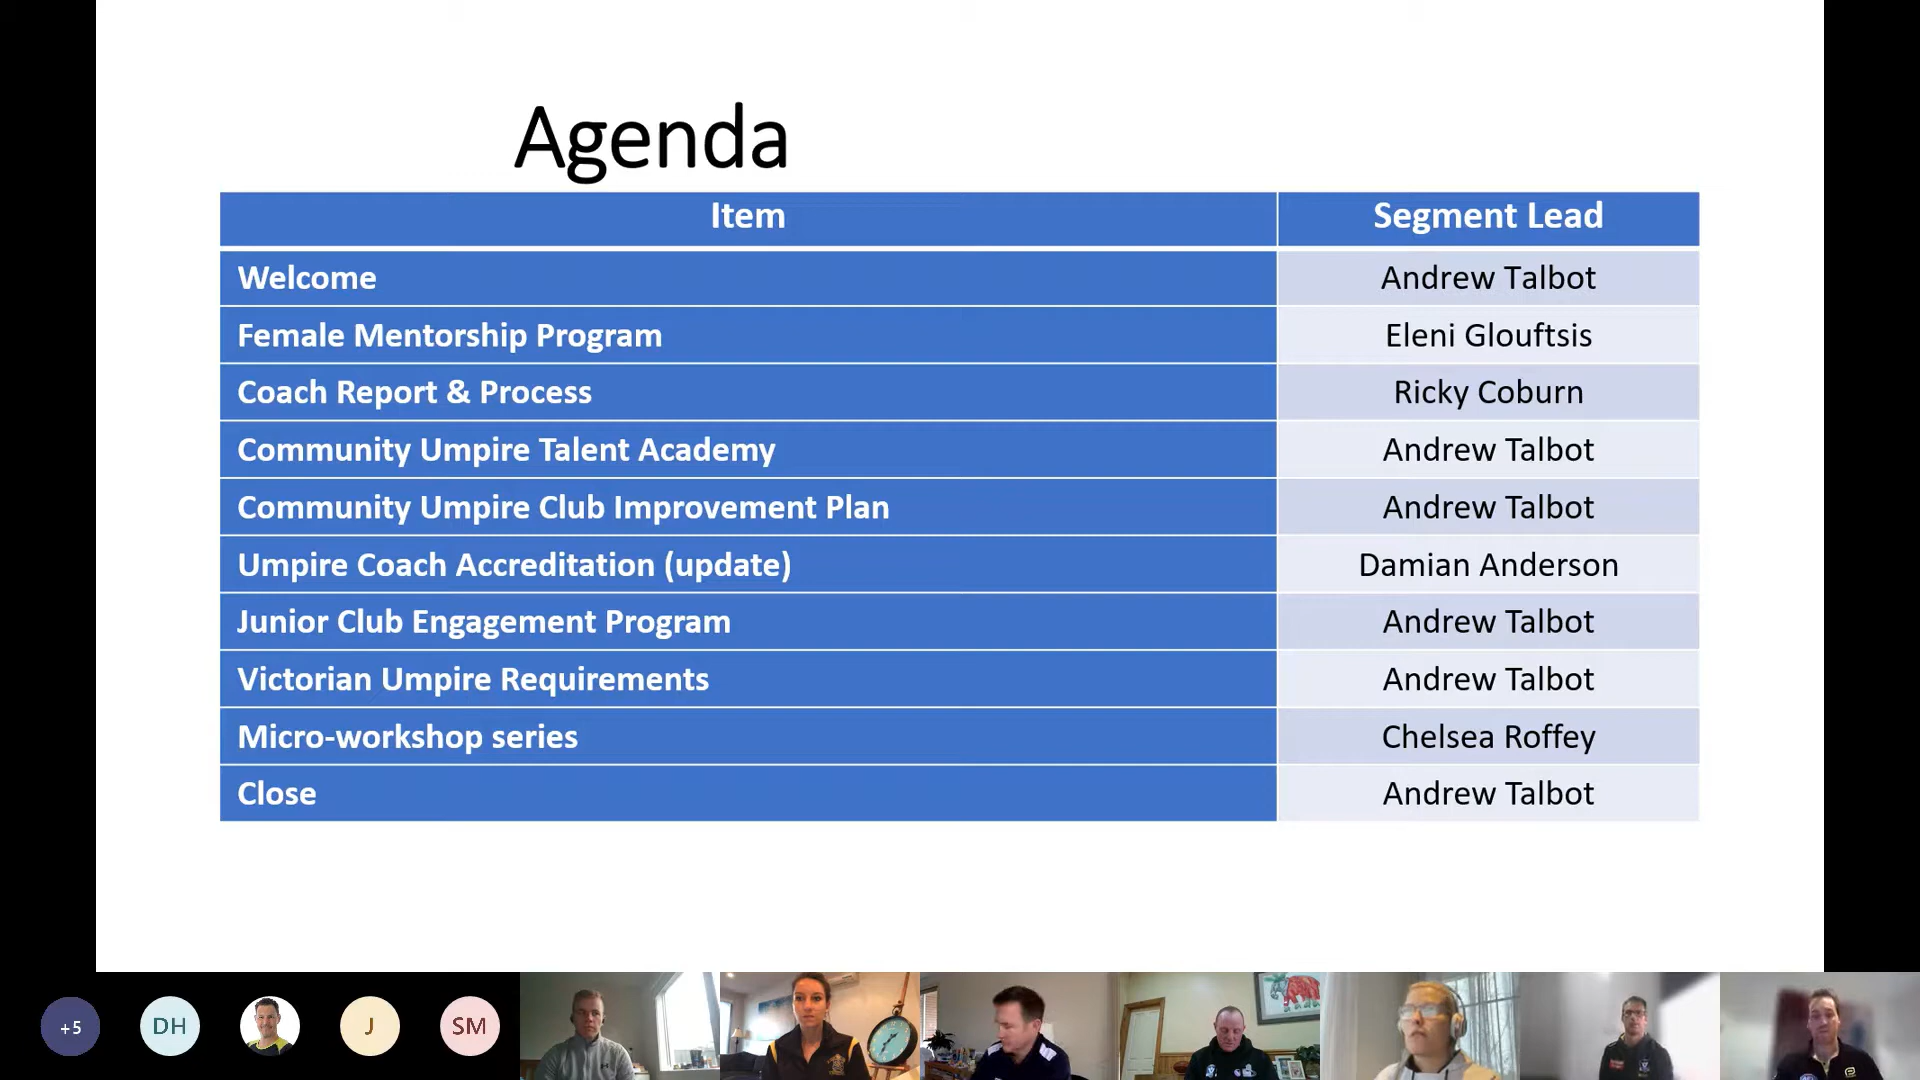 Agenda
Item Segment Lead
Welcome Andrew Talbot
Female Mentorship Program Eleni Glouftsis
Coach Report & Process Ricky Coburn
Community Umpire Talent Academy Andrew Talbot
Community Umpire Club Improvement Plan Andrew Talbot
Umpire Coach Accreditation (update) Damian Anderson
Junior Club Engagement Program Andrew Talbot
Victorian Umpire Requirements Andrew Talbot
Micro-workshop series Chelsea Roffey
Close Andrew Talbot
+5 DH J SM